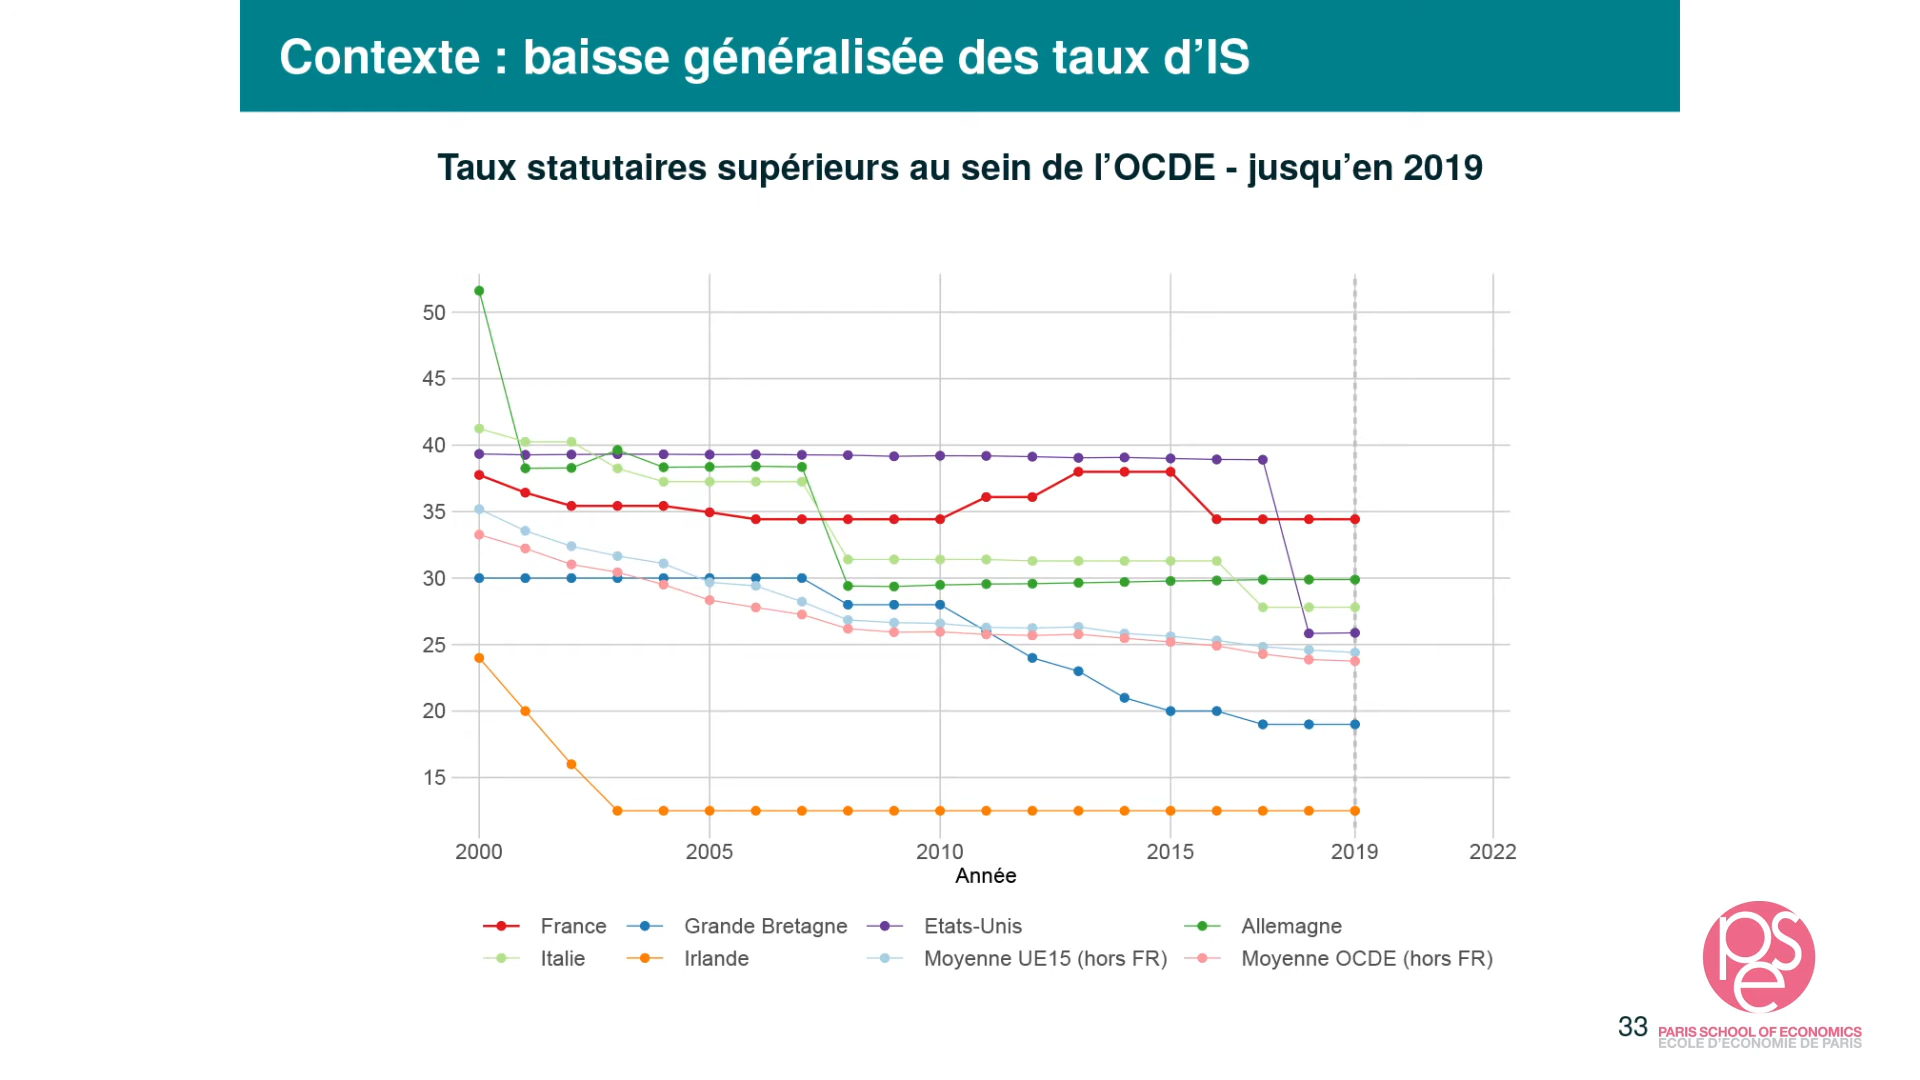 Contexte : baisse généralisée des taux d’IS
Taux statutaires supérieurs au sein de l’OCDE - jusqu’en 2019
50
45
40
35
30
25
20
15
2000 2005 2010 2015 2019 2022
Année
France Grande Bretagne Etats-Unis Allemagne
Italie Irlande Moyenne UE15 (hors FR) Moyenne OCDE (hors FR)
pse
33 PARIS SCHOOL OF ECONOMICS
ECOLE D'ECONOMIE DE PARIS